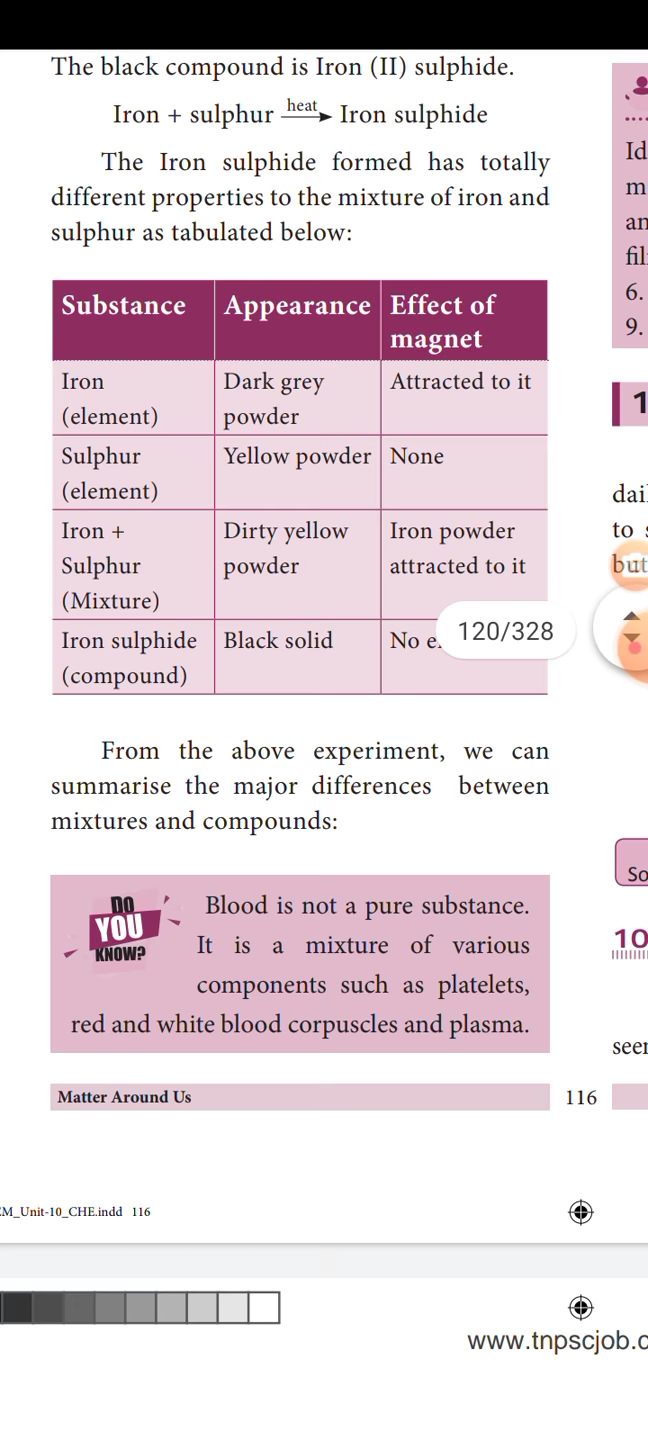 The black compound is Iron (II) sulphide.
Iron + sulphur heat Iron sulphide
The Iron sulphide formed has totally
different properties to the mixture of iron and
sulphur as tabulated below:
Substance Appearance Effect of
magnet
Iron Dark grey Attracted to it
(element) powder
Sulphur Yellow powder None
(element)
Iron + Dirty yellow Iron powder
Sulphur powder attracted to it
(Mixture)
Iron sulphide Black solid No
(compound)
120/328
From the above experiment, we can
summarise the major differences between
mixtures and compounds:
DO
YOU
KNOW?
Blood is not a pure substance.
It is a mixture of various
components such as platelets,
red and white blood corpuscles and plasma.
Matter Around Us 116
EM_Unit-10_CHE.indd 116
Id
m
an
fil
6.
9.
1
dail
to s
but
So
10
seen
www.tnpscjob.c